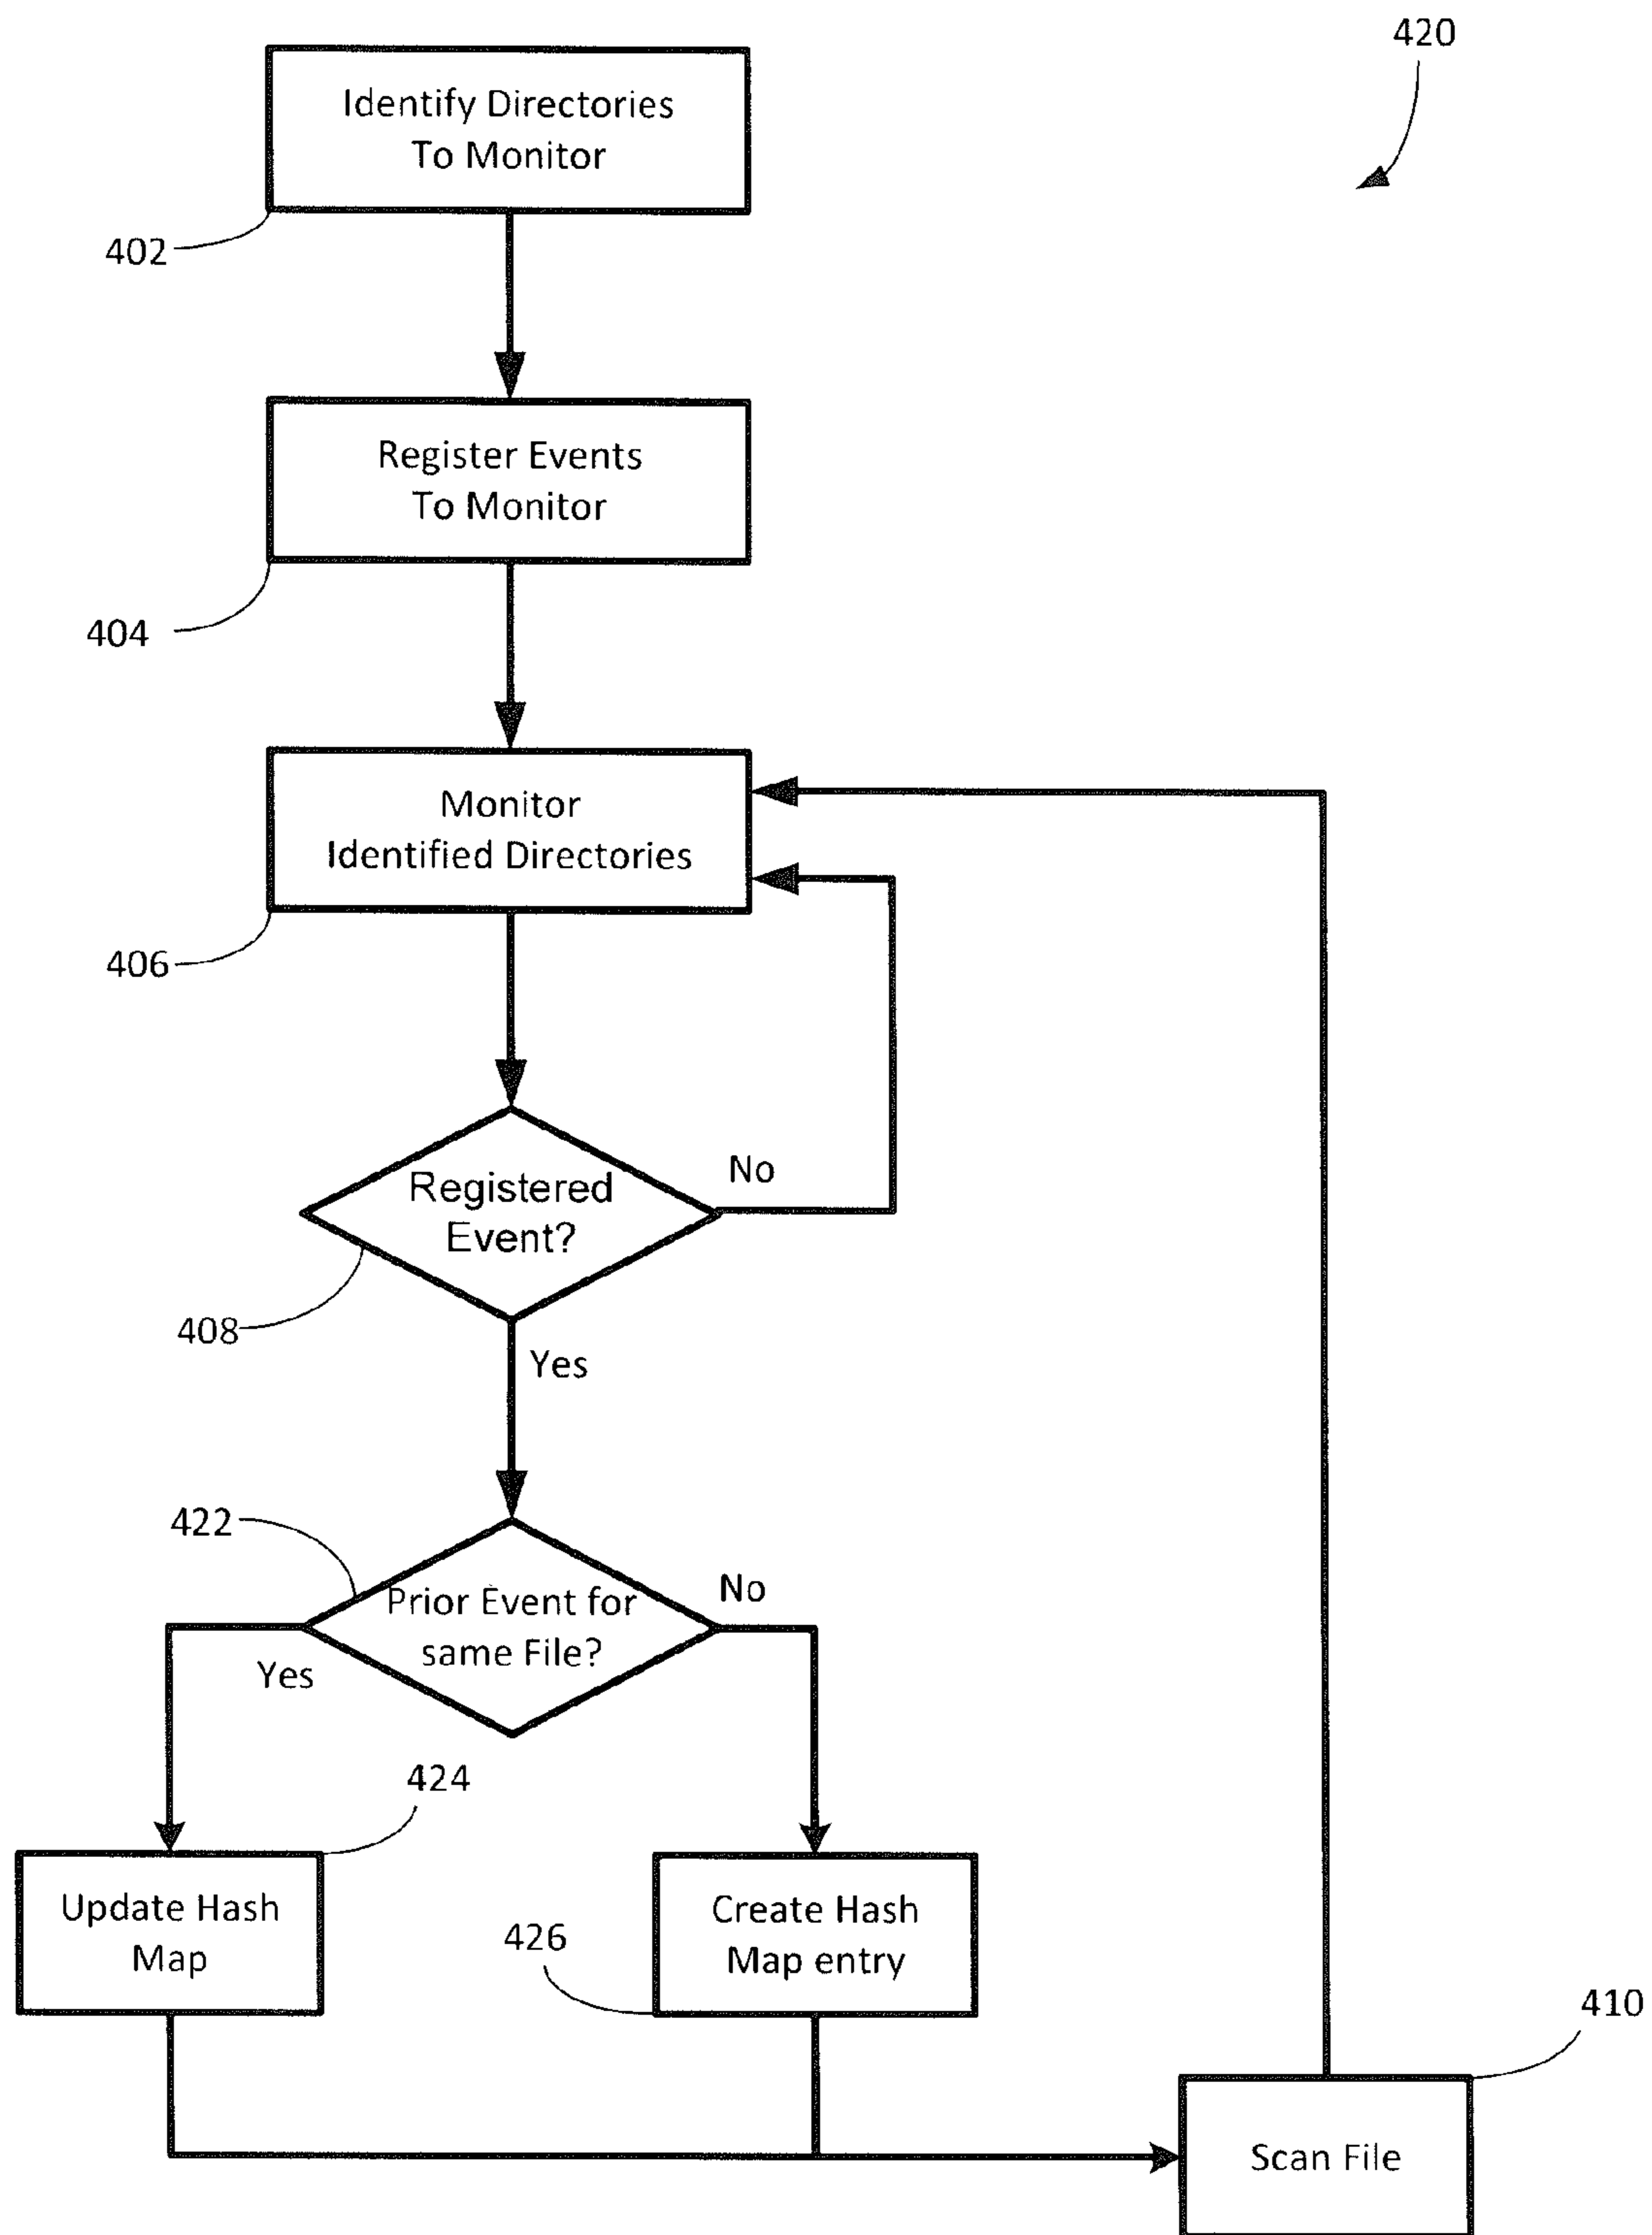 420
Identify Directories
To Monitor
402
Register Events
To Monitor
404
Monitor
Identified Directories
406
Registered
Event?
No
408
Yes
422
Prior Event for
same File?
No
Yes
424
Update Hash
Map
Create Hash
Map entry
426
410
Scan File